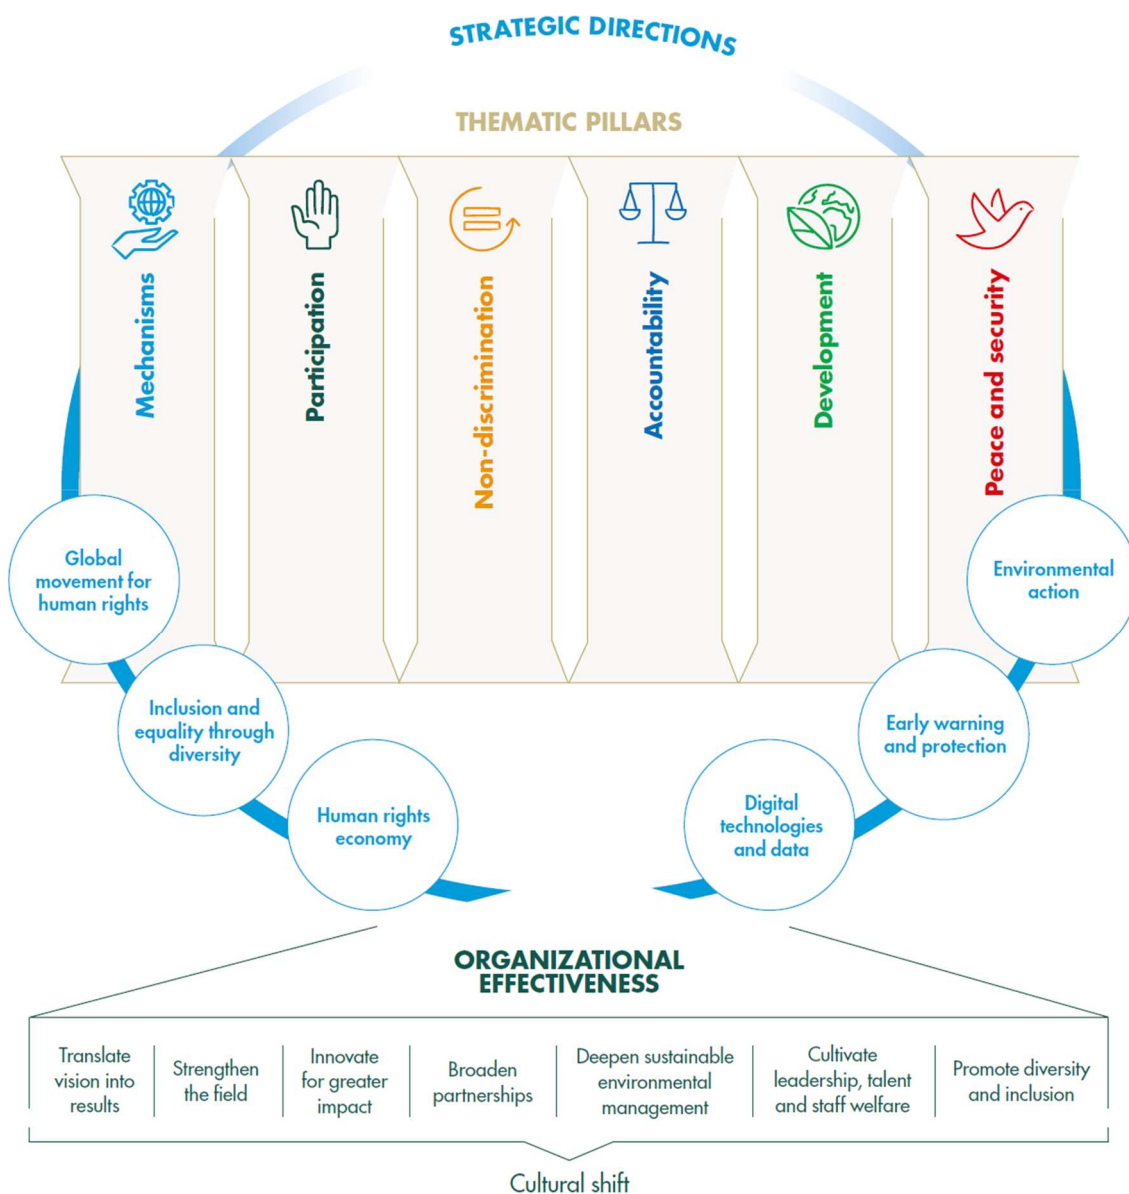 STRATEGIC DIRECTIONS
THEMATIC PILLARS
Mechanisms
Participation
Non-discrimination
Accountability
Development
Peace and security
Global
movement for
human rights
Inclusion and
equality through
diversity
Human rights
economy
Digital
technologies
and data
Early warning
and protection
Environmental
action
ORGANIZATIONAL
EFFECTIVENESS
Translate
vision into
results
Strengthen
the field
Innovate
for greater
impact
Broaden
partnerships
Deepen sustainable
environmental
management
Cultivate
leadership, talent
and staff welfare
Promote diversity
and inclusion
Cultural shift